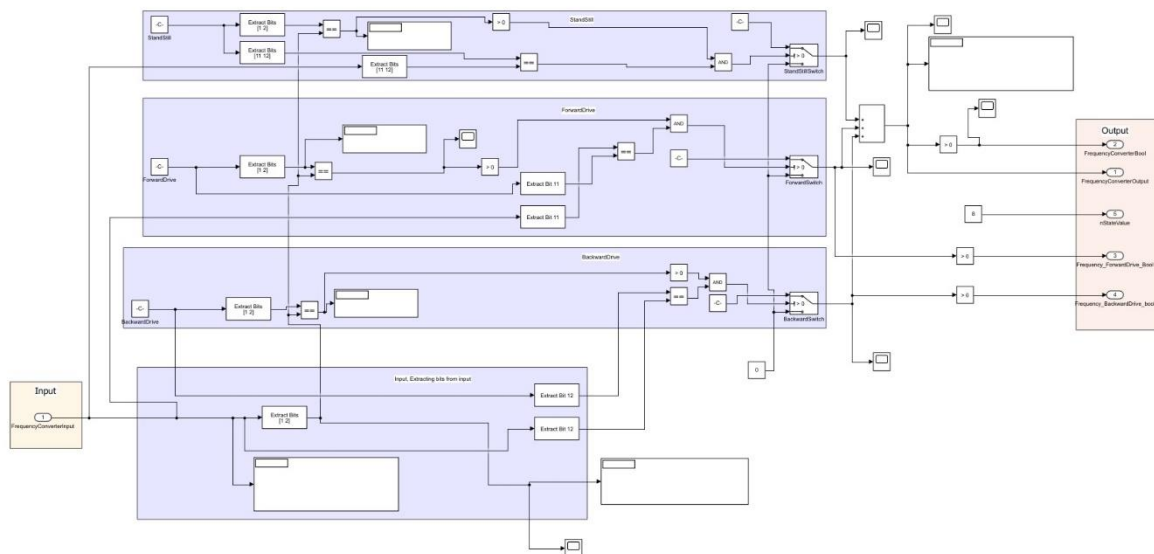 StandStill
-C-
StandStill
Extract Bits
[1 2]
Extract Bits
[11 12]
Extract Bits
[11 12]
==
> 0
==
AND
-C-
> 0
StandStillSwitch
ForwardDrive
-C-
ForwardDrive
Extract Bits
[1 2]
==
> 0
Extract Bit 11
Extract Bit 11
==
AND
-C-
> 0
ForwardSwitch
BackwardDrive
-C-
BackwardDrive
Extract Bits
[1 2]
==
> 0
==
AND
-C-
> 0
BackwardSwitch
0
Input, Extracting bits from input
Extract Bits
[1 2]
Extract Bit 12
Extract Bit 12
Input
1
FrequencyConverterInput
+
+
+
> 0
> 0
> 0
Output
2
FrequencyConverterBool
1
FrequencyConverterOutput
5
nStateValue
3
Frequency_ForwardDrive_Bool
4
Frequency_BackwardDrive_bool